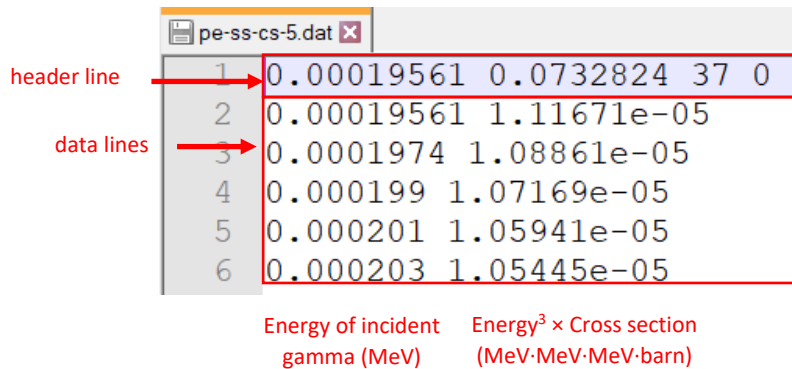 pe-ss-cs-5.dat
header line
1 0.00019561 0.0732824 37 0
2 0.00019561 1.11671e-05
data lines
3 0.0001974 1.08861e-05
4 0.000199 1.07169e-05
5 0.000201 1.05941e-05
6 0.000203 1.05445e-05
Energy of incident
gamma (MeV)
Energy³ × Cross section
(MeV·MeV·MeV·barn)